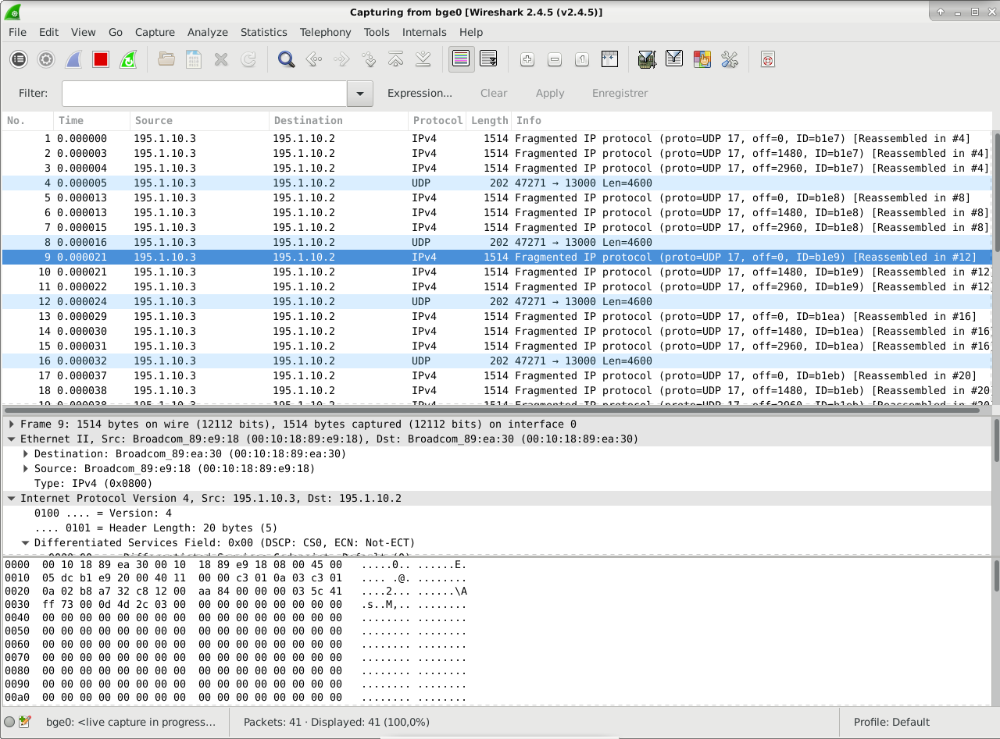 Capturing from bge0 [Wireshark 2.4.5 (v2.4.5)]
File Edit View Go Capture Analyze Statistics Telephony Tools Internals Help
Filter: Expression... Clear Apply Enregistrer
No. Time Source Destination Protocol Length Info
1 0.000000 195.1.10.3 195.1.10.2 IPv4 1514 Fragmented IP protocol (proto=UDP 17, off=0, ID=b1e7) [Reassembled in #4]
2 0.000003 195.1.10.3 195.1.10.2 IPv4 1514 Fragmented IP protocol (proto=UDP 17, off=1480, ID=b1e7) [Reassembled in #4]
3 0.000004 195.1.10.3 195.1.10.2 IPv4 1514 Fragmented IP protocol (proto=UDP 17, off=2960, ID=b1e7) [Reassembled in #4]
4 0.000005 195.1.10.3 195.1.10.2 UDP 202 47271 → 13000 Len=4600
5 0.000013 195.1.10.3 195.1.10.2 IPv4 1514 Fragmented IP protocol (proto=UDP 17, off=0, ID=b1e8) [Reassembled in #8]
6 0.000013 195.1.10.3 195.1.10.2 IPv4 1514 Fragmented IP protocol (proto=UDP 17, off=1480, ID=b1e8) [Reassembled in #8]
7 0.000015 195.1.10.3 195.1.10.2 IPv4 1514 Fragmented IP protocol (proto=UDP 17, off=2960, ID=b1e8) [Reassembled in #8]
8 0.000016 195.1.10.3 195.1.10.2 UDP 202 47271 → 13000 Len=4600
9 0.000021 195.1.10.3 195.1.10.2 IPv4 1514 Fragmented IP protocol (proto=UDP 17, off=0, ID=b1e9) [Reassembled in #12]
10 0.000021 195.1.10.3 195.1.10.2 IPv4 1514 Fragmented IP protocol (proto=UDP 17, off=1480, ID=b1e9) [Reassembled in #12
11 0.000022 195.1.10.3 195.1.10.2 IPv4 1514 Fragmented IP protocol (proto=UDP 17, off=2960, ID=b1e9) [Reassembled in #12
12 0.000024 195.1.10.3 195.1.10.2 UDP 202 47271 → 13000 Len=4600
13 0.000029 195.1.10.3 195.1.10.2 IPv4 1514 Fragmented IP protocol (proto=UDP 17, off=0, ID=b1ea) [Reassembled in #16]
14 0.000030 195.1.10.3 195.1.10.2 IPv4 1514 Fragmented IP protocol (proto=UDP 17, off=1480, ID=b1ea) [Reassembled in #16
15 0.000031 195.1.10.3 195.1.10.2 IPv4 1514 Fragmented IP protocol (proto=UDP 17, off=2960, ID=b1ea) [Reassembled in #16
16 0.000032 195.1.10.3 195.1.10.2 UDP 202 47271 → 13000 Len=4600
17 0.000037 195.1.10.3 195.1.10.2 IPv4 1514 Fragmented IP protocol (proto=UDP 17, off=0, ID=b1eb) [Reassembled in #20]
18 0.000038 195.1.10.3 195.1.10.2 IPv4 1514 Fragmented IP protocol (proto=UDP 17, off=1480, ID=b1eb) [Reassembled in #20
Frame 9: 1514 bytes on wire (12112 bits), 1514 bytes captured (12112 bits) on interface 0
Ethernet II, Src: Broadcom_89:e9:18 (00:10:18:89:e9:18), Dst: Broadcom_89:ea:30 (00:10:18:89:ea:30)
Destination: Broadcom_89:ea:30 (00:10:18:89:ea:30)
Source: Broadcom_89:e9:18 (00:10:18:89:e9:18)
Type: IPv4 (0x0800)
Internet Protocol Version 4, Src: 195.1.10.3, Dst: 195.1.10.2
0100 .... = Version: 4
.... 0101 = Header Length: 20 bytes (5)
Differentiated Services Field: 0x00 (DSCP: CS0, ECN: Not-ECT)
0000 00 10 18 89 ea 30 00 10 18 89 e9 18 08 00 45 00 .....0.. ......E.
0010 05 dc b1 e9 20 00 40 11 00 00 c3 01 0a 03 c3 01 .... .@. ........
0020 0a 02 b8 a7 32 c8 12 00 aa 84 00 00 00 03 5c 41 ....2... ......\A
0030 ff 73 00 0d 4d 2c 03 00 00 00 00 00 00 00 00 00 .s..M,.. ........
0040 00 00 00 00 00 00 00 00 00 00 00 00 00 00 00 00 ........ ........
0050 00 00 00 00 00 00 00 00 00 00 00 00 00 00 00 00 ........ ........
0060 00 00 00 00 00 00 00 00 00 00 00 00 00 00 00 00 ........ ........
0070 00 00 00 00 00 00 00 00 00 00 00 00 00 00 00 00 ........ ........
0080 00 00 00 00 00 00 00 00 00 00 00 00 00 00 00 00 ........ ........
0090 00 00 00 00 00 00 00 00 00 00 00 00 00 00 00 00 ........ ........
00a0 00 00 00 00 00 00 00 00 00 00 00 00 00 00 00 00 ........ ........
bge0: <live capture in progress... Packets: 41 · Displayed: 41 (100,0%) Profile: Default